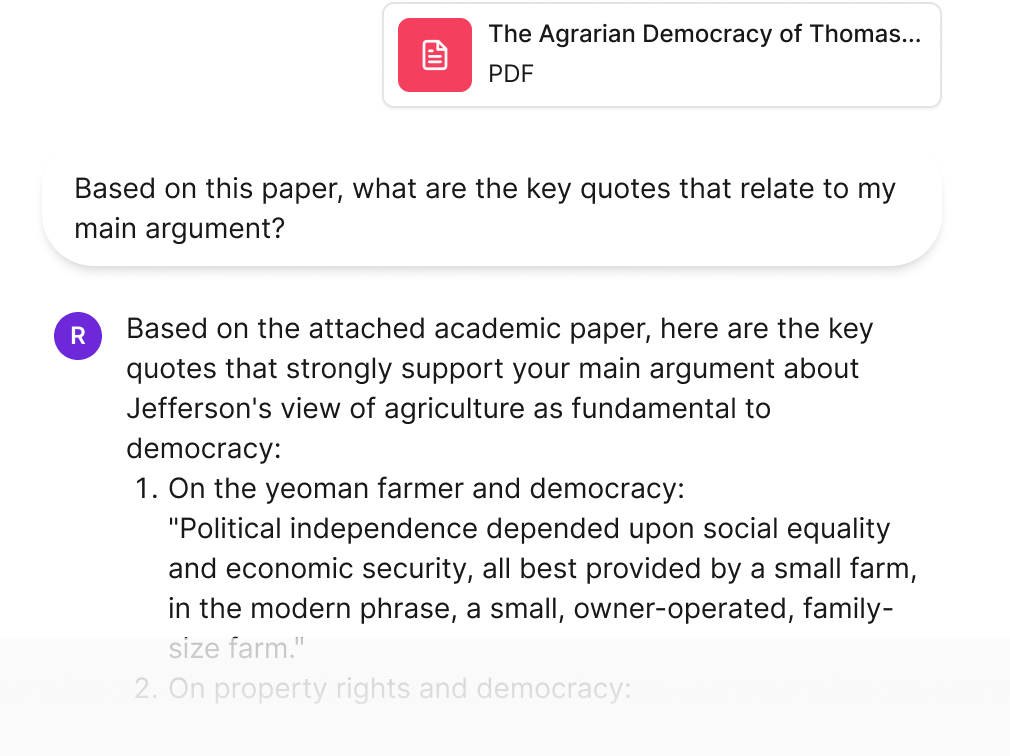 The Agrarian Democracy of Thomas...
PDF
Based on this paper, what are the key quotes that relate to my
main argument?
R
Based on the attached academic paper, here are the key
quotes that strongly support your main argument about
Jefferson's view of agriculture as fundamental to
democracy:
1. On the yeoman farmer and democracy:
"Political independence depended upon social equality
and economic security, all best provided by a small farm,
in the modern phrase, a small, owner-operated, family-
size farm."
2. On property rights and democracy: